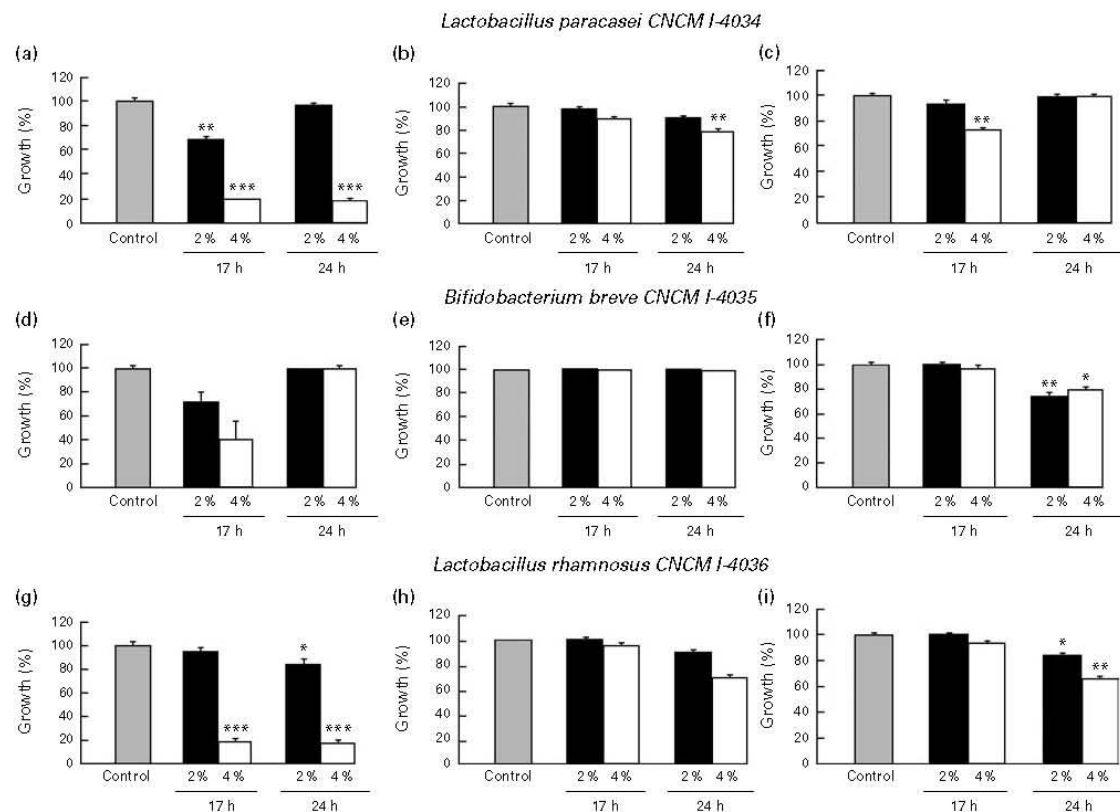 Lactobacillus paracasei CNCM I-4034
(a)
120
100
80
60
40
20
0
Growth (%)
**
***
***
Control 2 % 4 % 2 % 4 %
17 h 24 h
(b)
120
100
80
60
40
20
0
Growth (%)
**
Control 2 % 4 % 2 % 4 %
17 h 24 h
(c)
120
100
80
60
40
20
0
Growth (%)
**
Control 2 % 4 % 2 % 4 %
17 h 24 h
Bifidobacterium breve CNCM I-4035
(d)
120
100
80
60
40
20
0
Growth (%)
Control 2 % 4 % 2 % 4 %
17 h 24 h
(e)
120
100
80
60
40
20
0
Growth (%)
Control 2 % 4 % 2 % 4 %
17 h 24 h
(f)
120
100
80
60
40
20
0
Growth (%)
** *
Control 2 % 4 % 2 % 4 %
17 h 24 h
Lactobacillus rhamnosus CNCM I-4036
(g)
120
100
80
60
40
20
0
Growth (%)
*
*** ***
Control 2 % 4 % 2 % 4 %
17 h 24 h
(h)
120
100
80
60
40
20
0
Growth (%)
Control 2 % 4 % 2 % 4 %
17 h 24 h
(i)
120
100
80
60
40
20
0
Growth (%)
*
**
Control 2 % 4 % 2 % 4 %
17 h 24 h